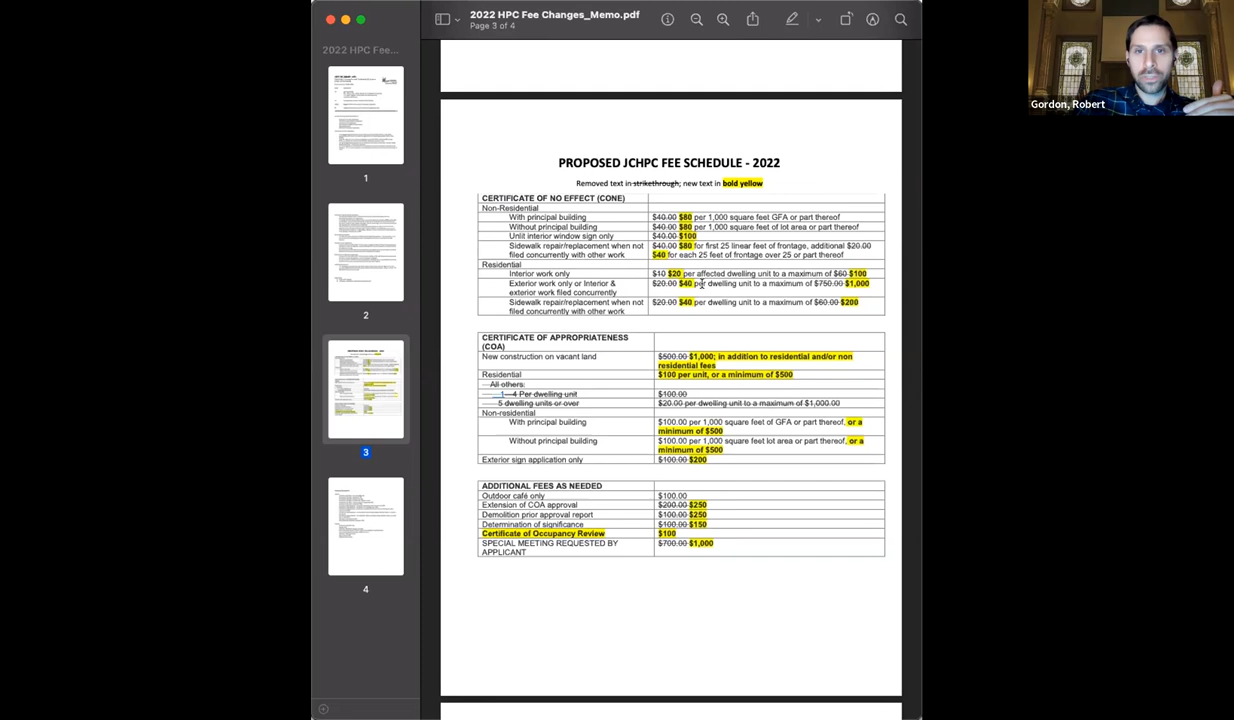 2022 HPC Fee Changes_Memo.pdf
Page 3 of 4
2022 HPC Fee...
1
2
3
4
Gordon, Robert
PROPOSED JCHPC FEE SCHEDULE - 2022
Removed text in strikethrough; new text in bold yellow
CERTIFICATE OF NO EFFECT (CONE)
Non-Residential
With principal building $40.00 $80 per 1,000 square feet GFA or part thereof
Without principal building $40.00 $80 per 1,000 square feet of lot area or part thereof
Unlit interior window sign only $40.00 $100
Sidewalk repair/replacement when not $40.00 $80 for first 25 linear feet of frontage, additional $20.00
filed concurrently with other work $40 for each 25 feet of frontage over 25 or part thereof
Residential
Interior work only $10 $20 per affected dwelling unit to a maximum of $60 $100
Exterior work only or Interior & $20.00 $40 per dwelling unit to a maximum of $750.00 $1,000
exterior work filed concurrently
Sidewalk repair/replacement when not $20.00 $40 per dwelling unit to a maximum of $60.00 $200
filed concurrently with other work
CERTIFICATE OF APPROPRIATENESS
(COA)
New construction on vacant land $500.00 $1,000; in addition to residential and/or non
residential fees
Residential $100 per unit, or a minimum of $500
All others:
1-4 Per dwelling unit $100.00
5 dwelling units or over $20.00 per dwelling unit to a maximum of $1,000.00
Non-residential
With principal building $100.00 per 1,000 square feet of GFA or part thereof, or a
minimum of $500
Without principal building $100.00 per 1,000 square feet lot area or part thereof, or a
minimum of $500
Exterior sign application only $100.00 $200
ADDITIONAL FEES AS NEEDED
Outdoor café only $100.00
Extension of COA approval $200.00 $250
Demolition prior approval report $100.00 $250
Determination of significance $100.00 $150
Certificate of Occupancy Review $100
SPECIAL MEETING REQUESTED BY $700.00 $1,000
APPLICANT